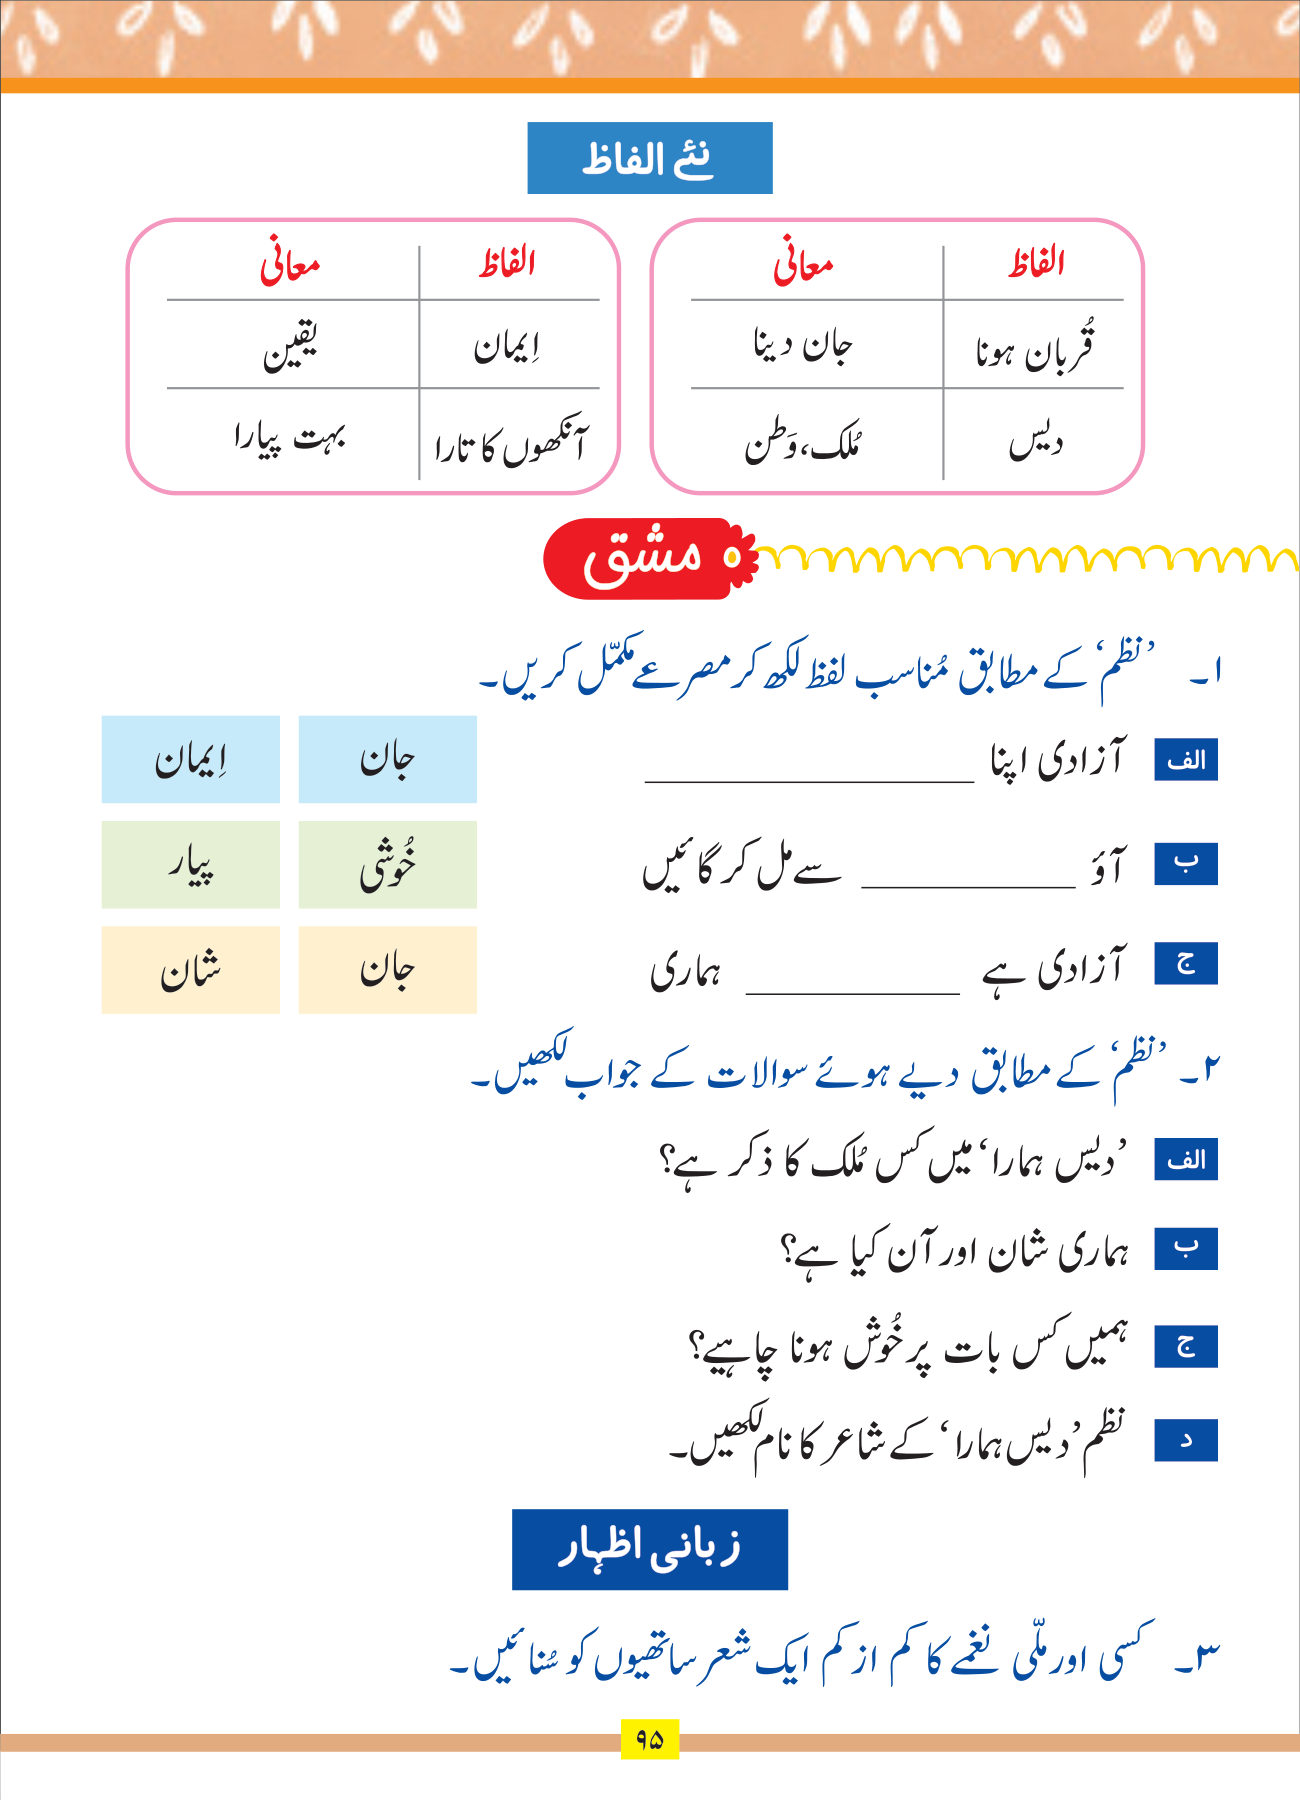 نئے الفاظ
الفاظ معانی
قُربان ہونا جان دینا
دیس مُلک، وَطن
الفاظ معانی
اِیمان یقین
آنکھوں کا تارا بہت پیارا
مشق
۱۔ ’نظم‘ کے مطابق مُناسب لفظ لکھ کر مصرعے مکمّل کریں۔
الف آزادی اپنا ____________ جان اِیمان
ب آؤ ____________ سے مل کر گائیں خُوشی پیار
ج آزادی ہے ____________ ہماری جان شان
۲۔ ’نظم‘ کے مطابق دیے ہوئے سوالات کے جواب لکھیں۔
الف ’دیس ہمارا‘ میں کس مُلک کا ذکر ہے؟
ب ہماری شان اور آن کیا ہے؟
ج ہمیں کس بات پر خُوش ہونا چاہیے؟
د نظم ’دیس ہمارا‘ کے شاعر کا نام لکھیں۔
زبانی اظہار
۳۔ کسی اور ملّی نغمے کا کم از کم ایک شعر ساتھیوں کو سُنائیں۔
۹۵